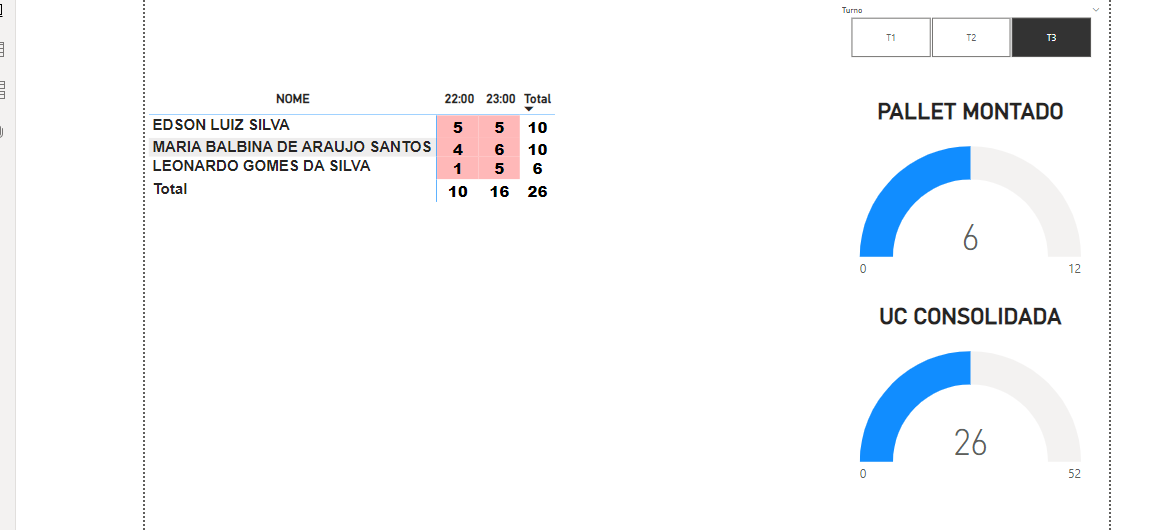 Turno
T1 T2 T3
NOME 22:00 23:00 Total
EDSON LUIZ SILVA 5 5 10
MARIA BALBINA DE ARAUJO SANTOS 4 6 10
LEONARDO GOMES DA SILVA 1 5 6
Total 10 16 26
PALLET MONTADO
6
0 12
UC CONSOLIDADA
26
0 52